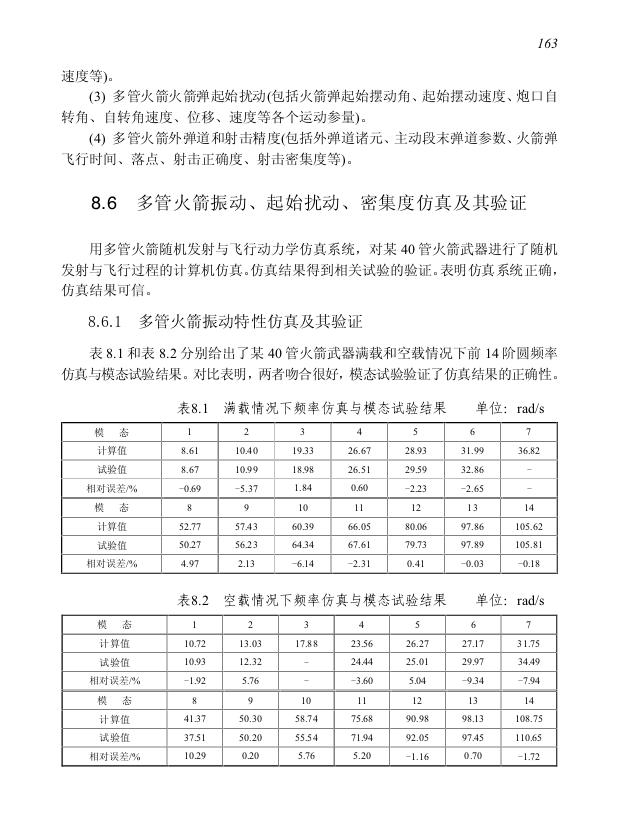 163
速度等)。
(3) 多管火箭火箭弹起始扰动(包括火箭弹起始摆动角、起始摆动速度、炮口自
转角、自转角速度、位移、速度等各个运动参量)。
(4) 多管火箭外弹道和射击精度(包括外弹道诸元、主动段末弹道参数、火箭弹
飞行时间、落点、射击正确度、射击密集度等)。
8.6 多管火箭振动、起始扰动、密集度仿真及其验证
用多管火箭随机发射与飞行动力学仿真系统，对某 40 管火箭武器进行了随机
发射与飞行过程的计算机仿真。仿真结果得到相关试验的验证。表明仿真系统正确，
仿真结果可信。
8.6.1 多管火箭振动特性仿真及其验证
表 8.1 和表 8.2 分别给出了某 40 管火箭武器满载和空载情况下前 14 阶圆频率
仿真与模态试验结果。对比表明，两者吻合很好，模态试验验证了仿真结果的正确性。
表8.1 满载情况下频率仿真与模态试验结果 单位：rad/s
模 态 1 2 3 4 5 6 7
计算值 8.61 10.40 19.33 26.67 28.93 31.99 36.82
试验值 8.67 10.99 18.98 26.51 29.59 32.86 –
相对误差/% −0.69 −5.37 1.84 0.60 −2.23 −2.65 –
模 态 8 9 10 11 12 13 14
计算值 52.77 57.43 60.39 66.05 80.06 97.86 105.62
试验值 50.27 56.23 64.34 67.61 79.73 97.89 105.81
相对误差/% 4.97 2.13 −6.14 −2.31 0.41 −0.03 −0.18
表8.2 空载情况下频率仿真与模态试验结果 单位：rad/s
模 态 1 2 3 4 5 6 7
计算值 10.72 13.03 17.88 23.56 26.27 27.17 31.75
试验值 10.93 12.32 – 24.44 25.01 29.97 34.49
相对误差/% −1.92 5.76 – −3.60 5.04 −9.34 −7.94
模 态 8 9 10 11 12 13 14
计算值 41.37 50.30 58.74 75.68 90.98 98.13 108.75
试验值 37.51 50.20 55.54 71.94 92.05 97.45 110.65
相对误差/% 10.29 0.20 5.76 5.20 −1.16 0.70 −1.72